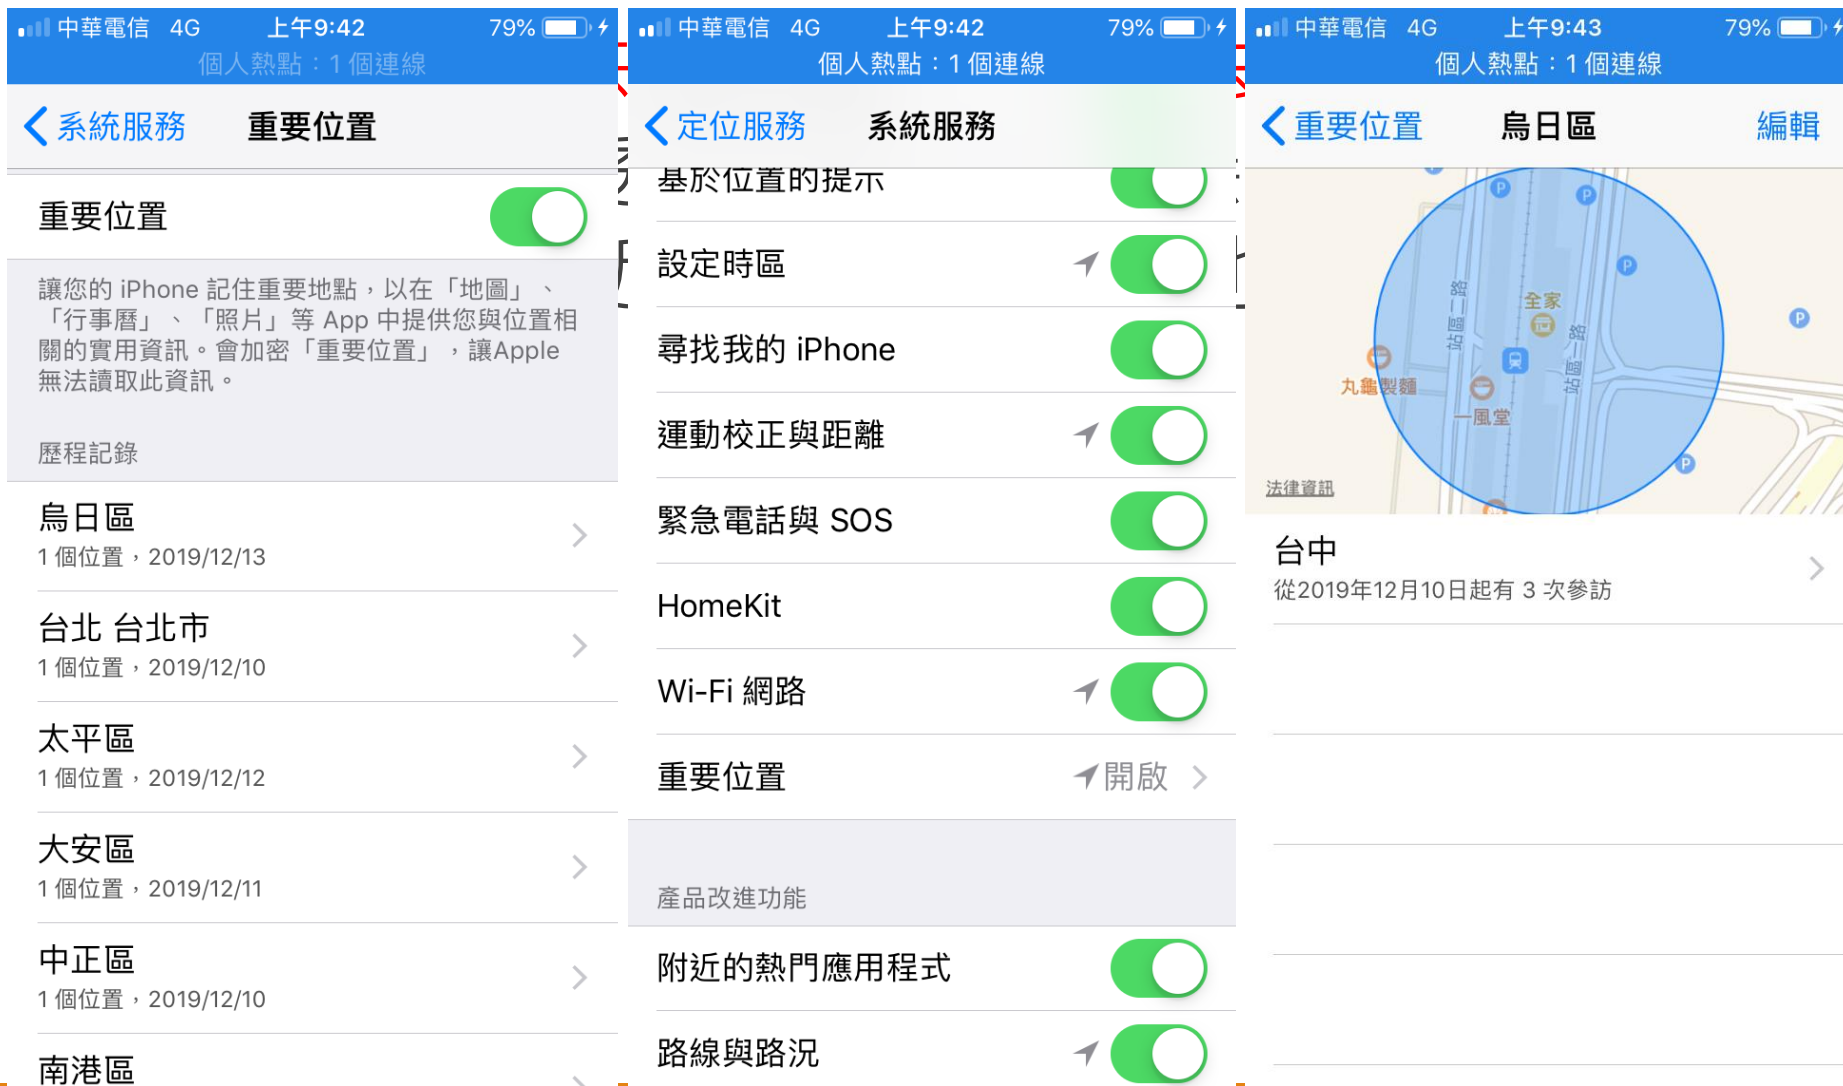 中華電信 4G 上午9:42 79%
個人熱點：1 個連線
系統服務 重要位置
重要位置
讓您的 iPhone 記住重要地點，以在「地圖」、
「行事曆」、「照片」等 App 中提供您與位置相
關的實用資訊。會加密「重要位置」，讓Apple
無法讀取此資訊。
歷程記錄
烏日區
1 個位置，2019/12/13
台北 台北市
1 個位置，2019/12/10
太平區
1 個位置，2019/12/12
大安區
1 個位置，2019/12/11
中正區
1 個位置，2019/12/10
南港區
中華電信 4G 上午9:42 79%
個人熱點：1 個連線
定位服務 系統服務
基於位置的提示
設定時區
尋找我的 iPhone
運動校正與距離
緊急電話與 SOS
HomeKit
Wi-Fi 網路
重要位置 開啟
產品改進功能
附近的熱門應用程式
路線與路況
中華電信 4G 上午9:43 79%
個人熱點：1 個連線
重要位置 烏日區 編輯
P
P
P
P
全家
站區二路
站區一路
丸龜製麵
一風堂
P
法律資訊
台中
從2019年12月10日起有 3 次參訪